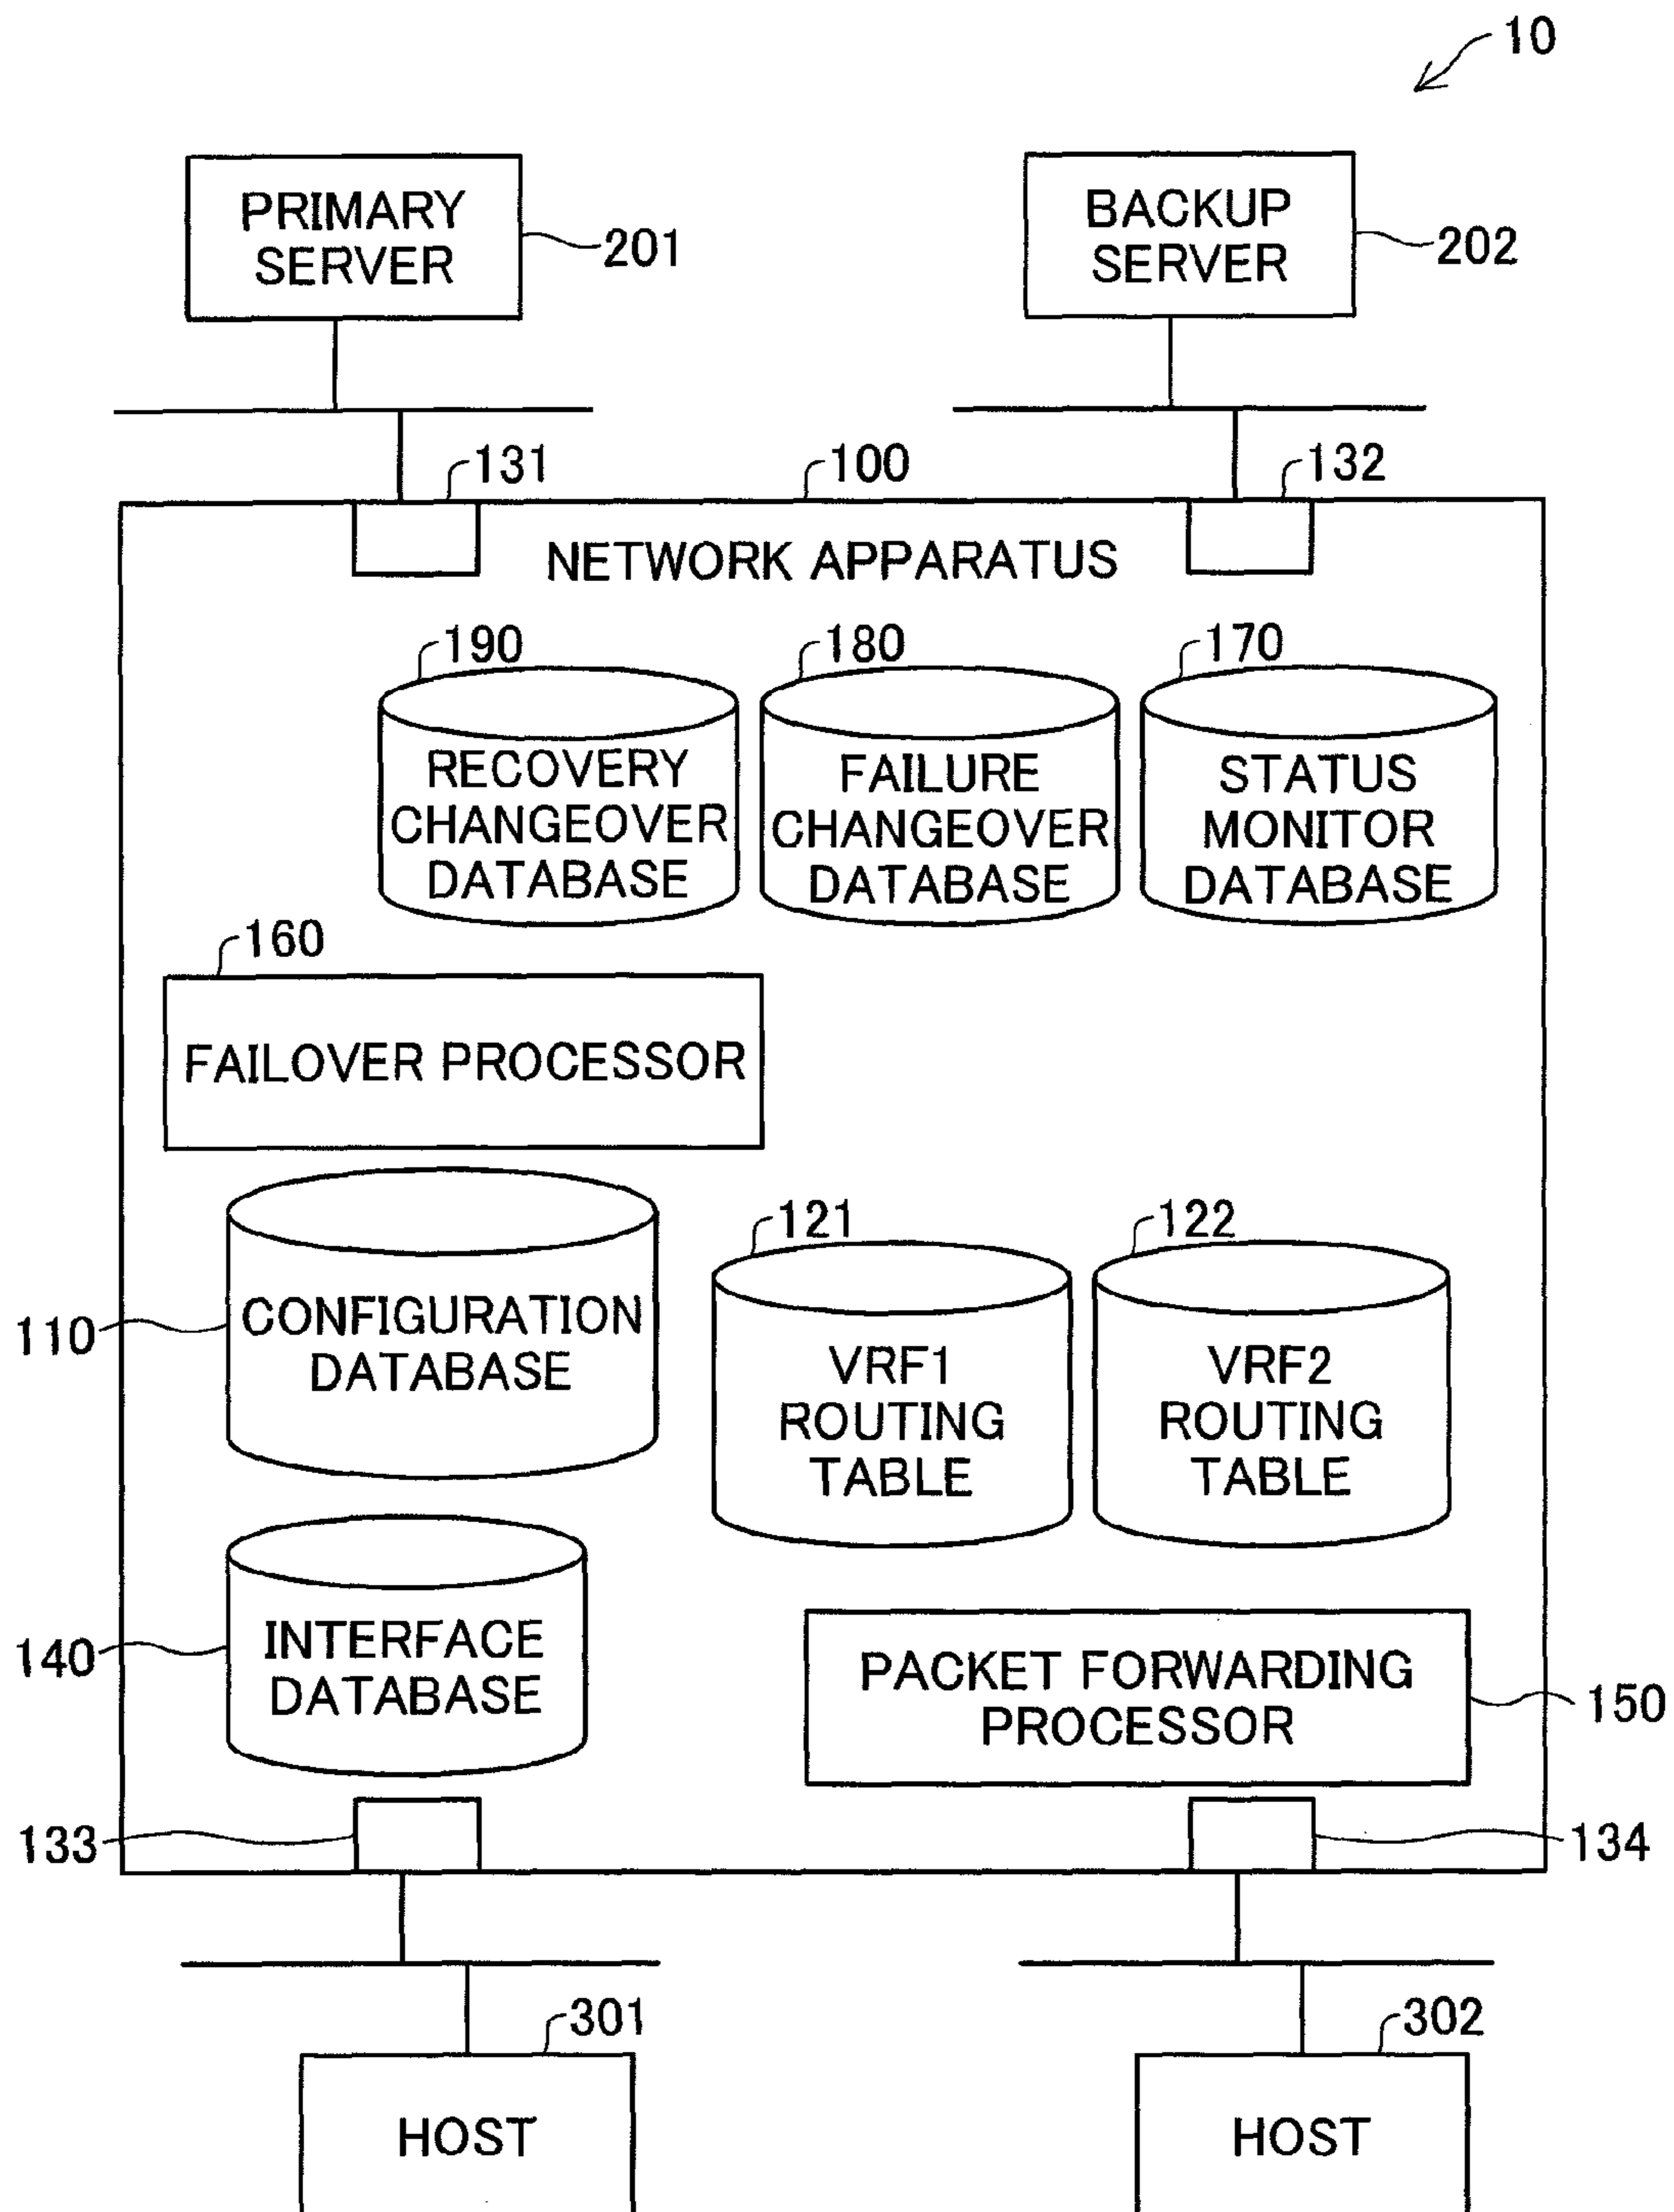 10
PRIMARY
SERVER
201
BACKUP
SERVER
202
131
100
132
NETWORK APPARATUS
190
180
170
RECOVERY
CHANGEOVER
DATABASE
FAILURE
CHANGEOVER
DATABASE
STATUS
MONITOR
DATABASE
160
FAILOVER PROCESSOR
110
CONFIGURATION
DATABASE
121
122
VRF1
ROUTING
TABLE
VRF2
ROUTING
TABLE
140
INTERFACE
DATABASE
PACKET FORWARDING
PROCESSOR
150
133
134
301
302
HOST
HOST